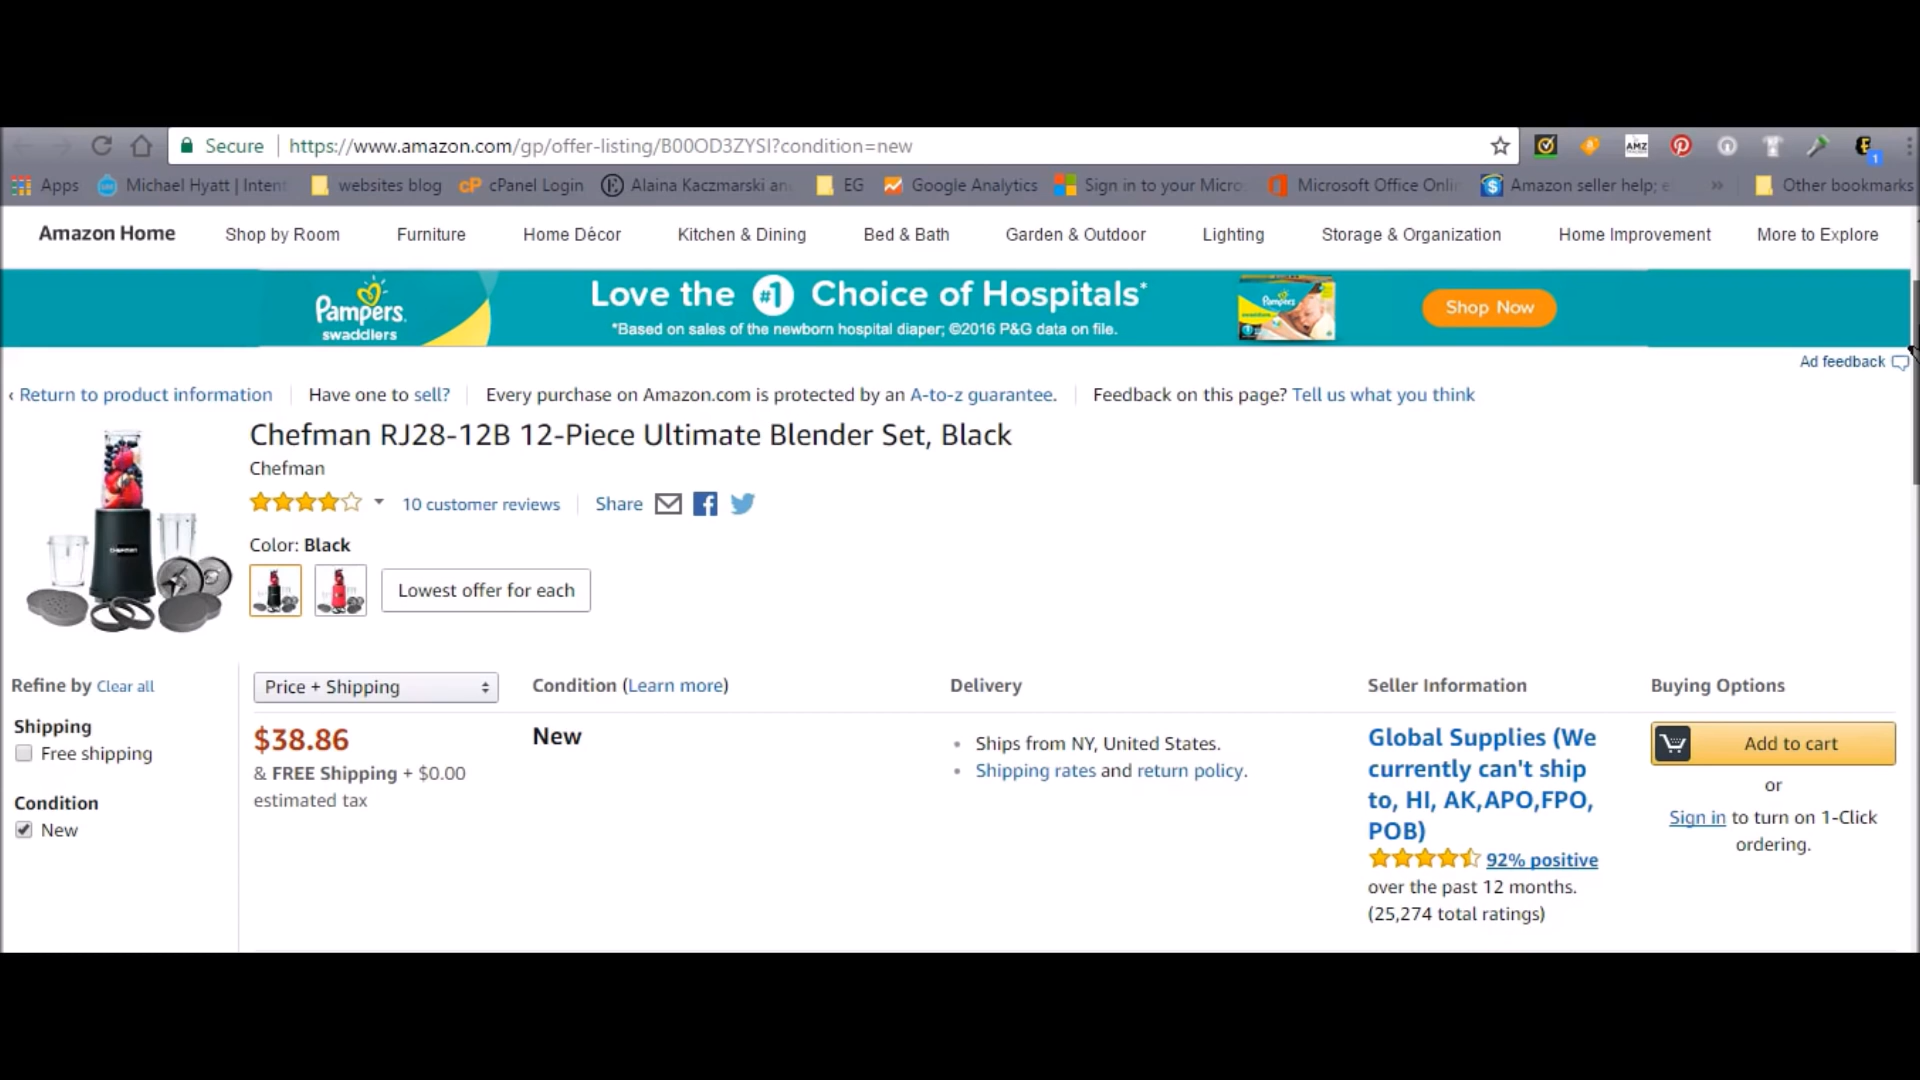 Secure https://www.amazon.com/gp/offer-listing/B00OD3ZYSI?condition=new
AMZ
1
Apps Michael Hyatt | Intent websites blog cP cPanel Login Alaina Kaczmarski an EG Google Analytics Sign in to your Micro Microsoft Office Onli Amazon seller help; e » Other bookmarks
Amazon Home Shop by Room Furniture Home Décor Kitchen & Dining Bed & Bath Garden & Outdoor Lighting Storage & Organization Home Improvement More to Explore
Pampers swaddlers
Love the #1 Choice of Hospitals*
*Based on sales of the newborn hospital diaper; ©2016 P&G data on file.
Pampers
Shop Now
Ad feedback
‹ Return to product information Have one to sell? Every purchase on Amazon.com is protected by an A-to-z guarantee. Feedback on this page? Tell us what you think
Chefman RJ28-12B 12-Piece Ultimate Blender Set, Black
Chefman
10 customer reviews Share
Color: Black
Lowest offer for each
Refine by Clear all
Shipping
Free shipping
Condition
New
Price + Shipping Condition (Learn more) Delivery Seller Information Buying Options
$38.86
& FREE Shipping + $0.00
estimated tax
New
• Ships from NY, United States.
• Shipping rates and return policy.
Global Supplies (We
currently can't ship
to, HI, AK,APO,FPO,
POB)
92% positive
over the past 12 months.
(25,274 total ratings)
Add to cart
or
Sign in to turn on 1-Click
ordering.